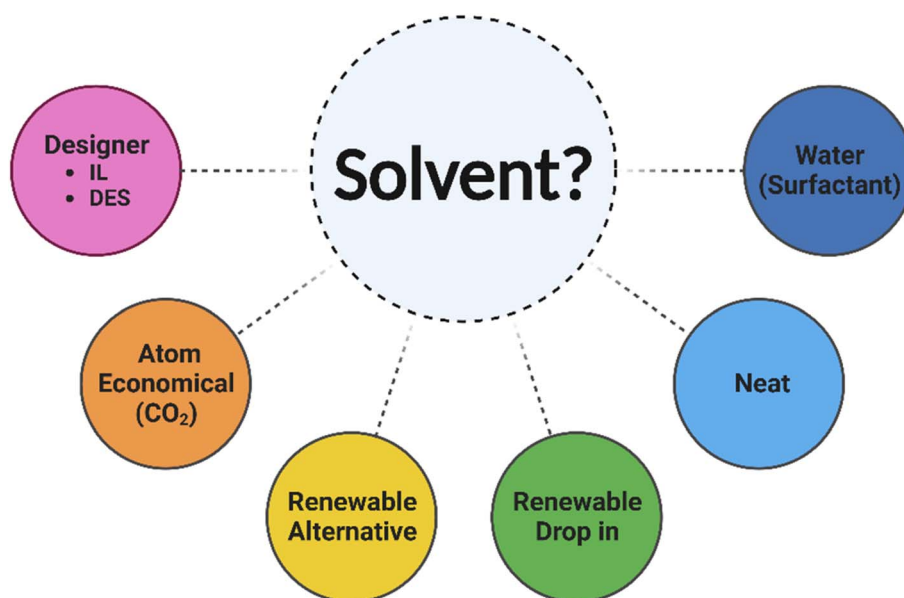 Solvent?
Designer
• IL
• DES
Water
(Surfactant)
Atom
Economical
(CO₂)
Neat
Renewable
Alternative
Renewable
Drop in